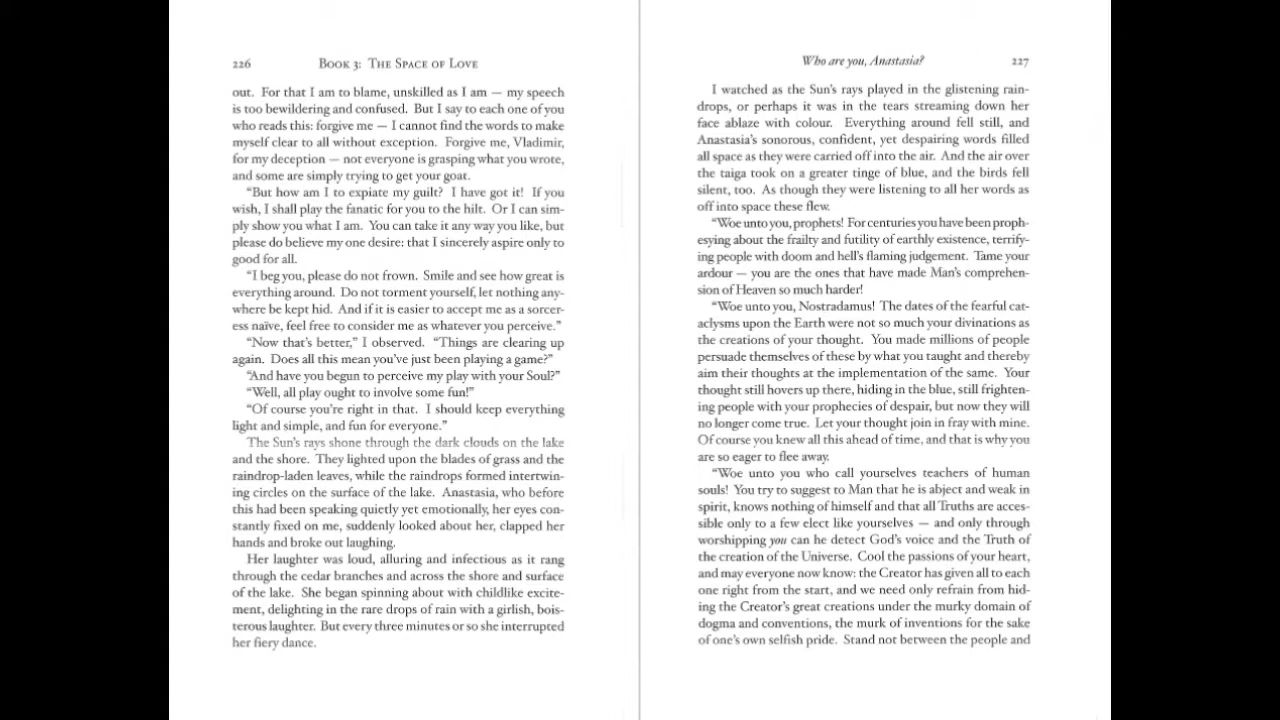 226 BOOK 3: THE SPACE OF LOVE
out. For that I am to blame, unskilled as I am — my speech
is too bewildering and confused. But I say to each one of you
who reads this: forgive me — I cannot find the words to make
myself clear to all without exception. Forgive me, Vladimir,
for my deception — not everyone is grasping what you wrote,
and some are simply trying to get your goat.
“But how am I to expiate my guilt? I have got it! If you
wish, I shall play the fanatic for you to the hilt. Or I can sim-
ply show you what I am. You can take it any way you like, but
please do believe my one desire: that I sincerely aspire only to
good for all.
“I beg you, please do not frown. Smile and see how great is
everything around. Do not torment yourself, let nothing any-
where be kept hid. And if it is easier to accept me as a sorcer-
ess naïve, feel free to consider me as whatever you perceive.”
“Now that’s better,” I observed. “Things are clearing up
again. Does all this mean you’ve just been playing a game?”
“And have you begun to perceive my play with your Soul?”
“Well, all play ought to involve some fun!”
“Of course you’re right in that. I should keep everything
light and simple, and fun for everyone.”
The Sun’s rays shone through the dark clouds on the lake
and the shore. They lighted upon the blades of grass and the
raindrop-laden leaves, while the raindrops formed intertwin-
ing circles on the surface of the lake. Anastasia, who before
this had been speaking quietly yet emotionally, her eyes con-
stantly fixed on me, suddenly looked about her, clapped her
hands and broke out laughing.
Her laughter was loud, alluring and infectious as it rang
through the cedar branches and across the shore and surface
of the lake. She began spinning about with childlike excite-
ment, delighting in the rare drops of rain with a girlish, bois-
terous laughter. But every three minutes or so she interrupted
her fiery dance.
Who are you, Anastasia? 227
I watched as the Sun’s rays played in the glistening rain-
drops, or perhaps it was in the tears streaming down her
face ablaze with colour. Everything around fell still, and
Anastasia’s sonorous, confident, yet despairing words filled
all space as they were carried off into the air. And the air over
the taiga took on a greater tinge of blue, and the birds fell
silent, too. As though they were listening to all her words as
off into space these flew.
“Woe unto you, prophets! For centuries you have been proph-
esying about the frailty and futility of earthly existence, terrify-
ing people with doom and hell’s flaming judgement. Tame your
ardour — you are the ones that have made Man’s comprehen-
sion of Heaven so much harder!
“Woe unto you, Nostradamus! The dates of the fearful cat-
aclysms upon the Earth were not so much your divinations as
the creations of your thought. You made millions of people
persuade themselves of these by what you taught and thereby
aim their thoughts at the implementation of the same. Your
thought still hovers up there, hiding in the blue, still frighten-
ing people with your prophecies of despair, but now they will
no longer come true. Let your thought join in fray with mine.
Of course you knew all this ahead of time, and that is why you
are so eager to flee away.
“Woe unto you who call yourselves teachers of human
souls! You try to suggest to Man that he is abject and weak in
spirit, knows nothing of himself and that all Truths are acces-
sible only to a few elect like yourselves — and only through
worshipping you can he detect God’s voice and the Truth of
the creation of the Universe. Cool the passions of your heart,
and may everyone now know: the Creator has given all to each
one right from the start, and we need only refrain from hid-
ing the Creator’s great creations under the murky domain of
dogma and conventions, the murk of inventions for the sake
of one’s own selfish pride. Stand not between the people and